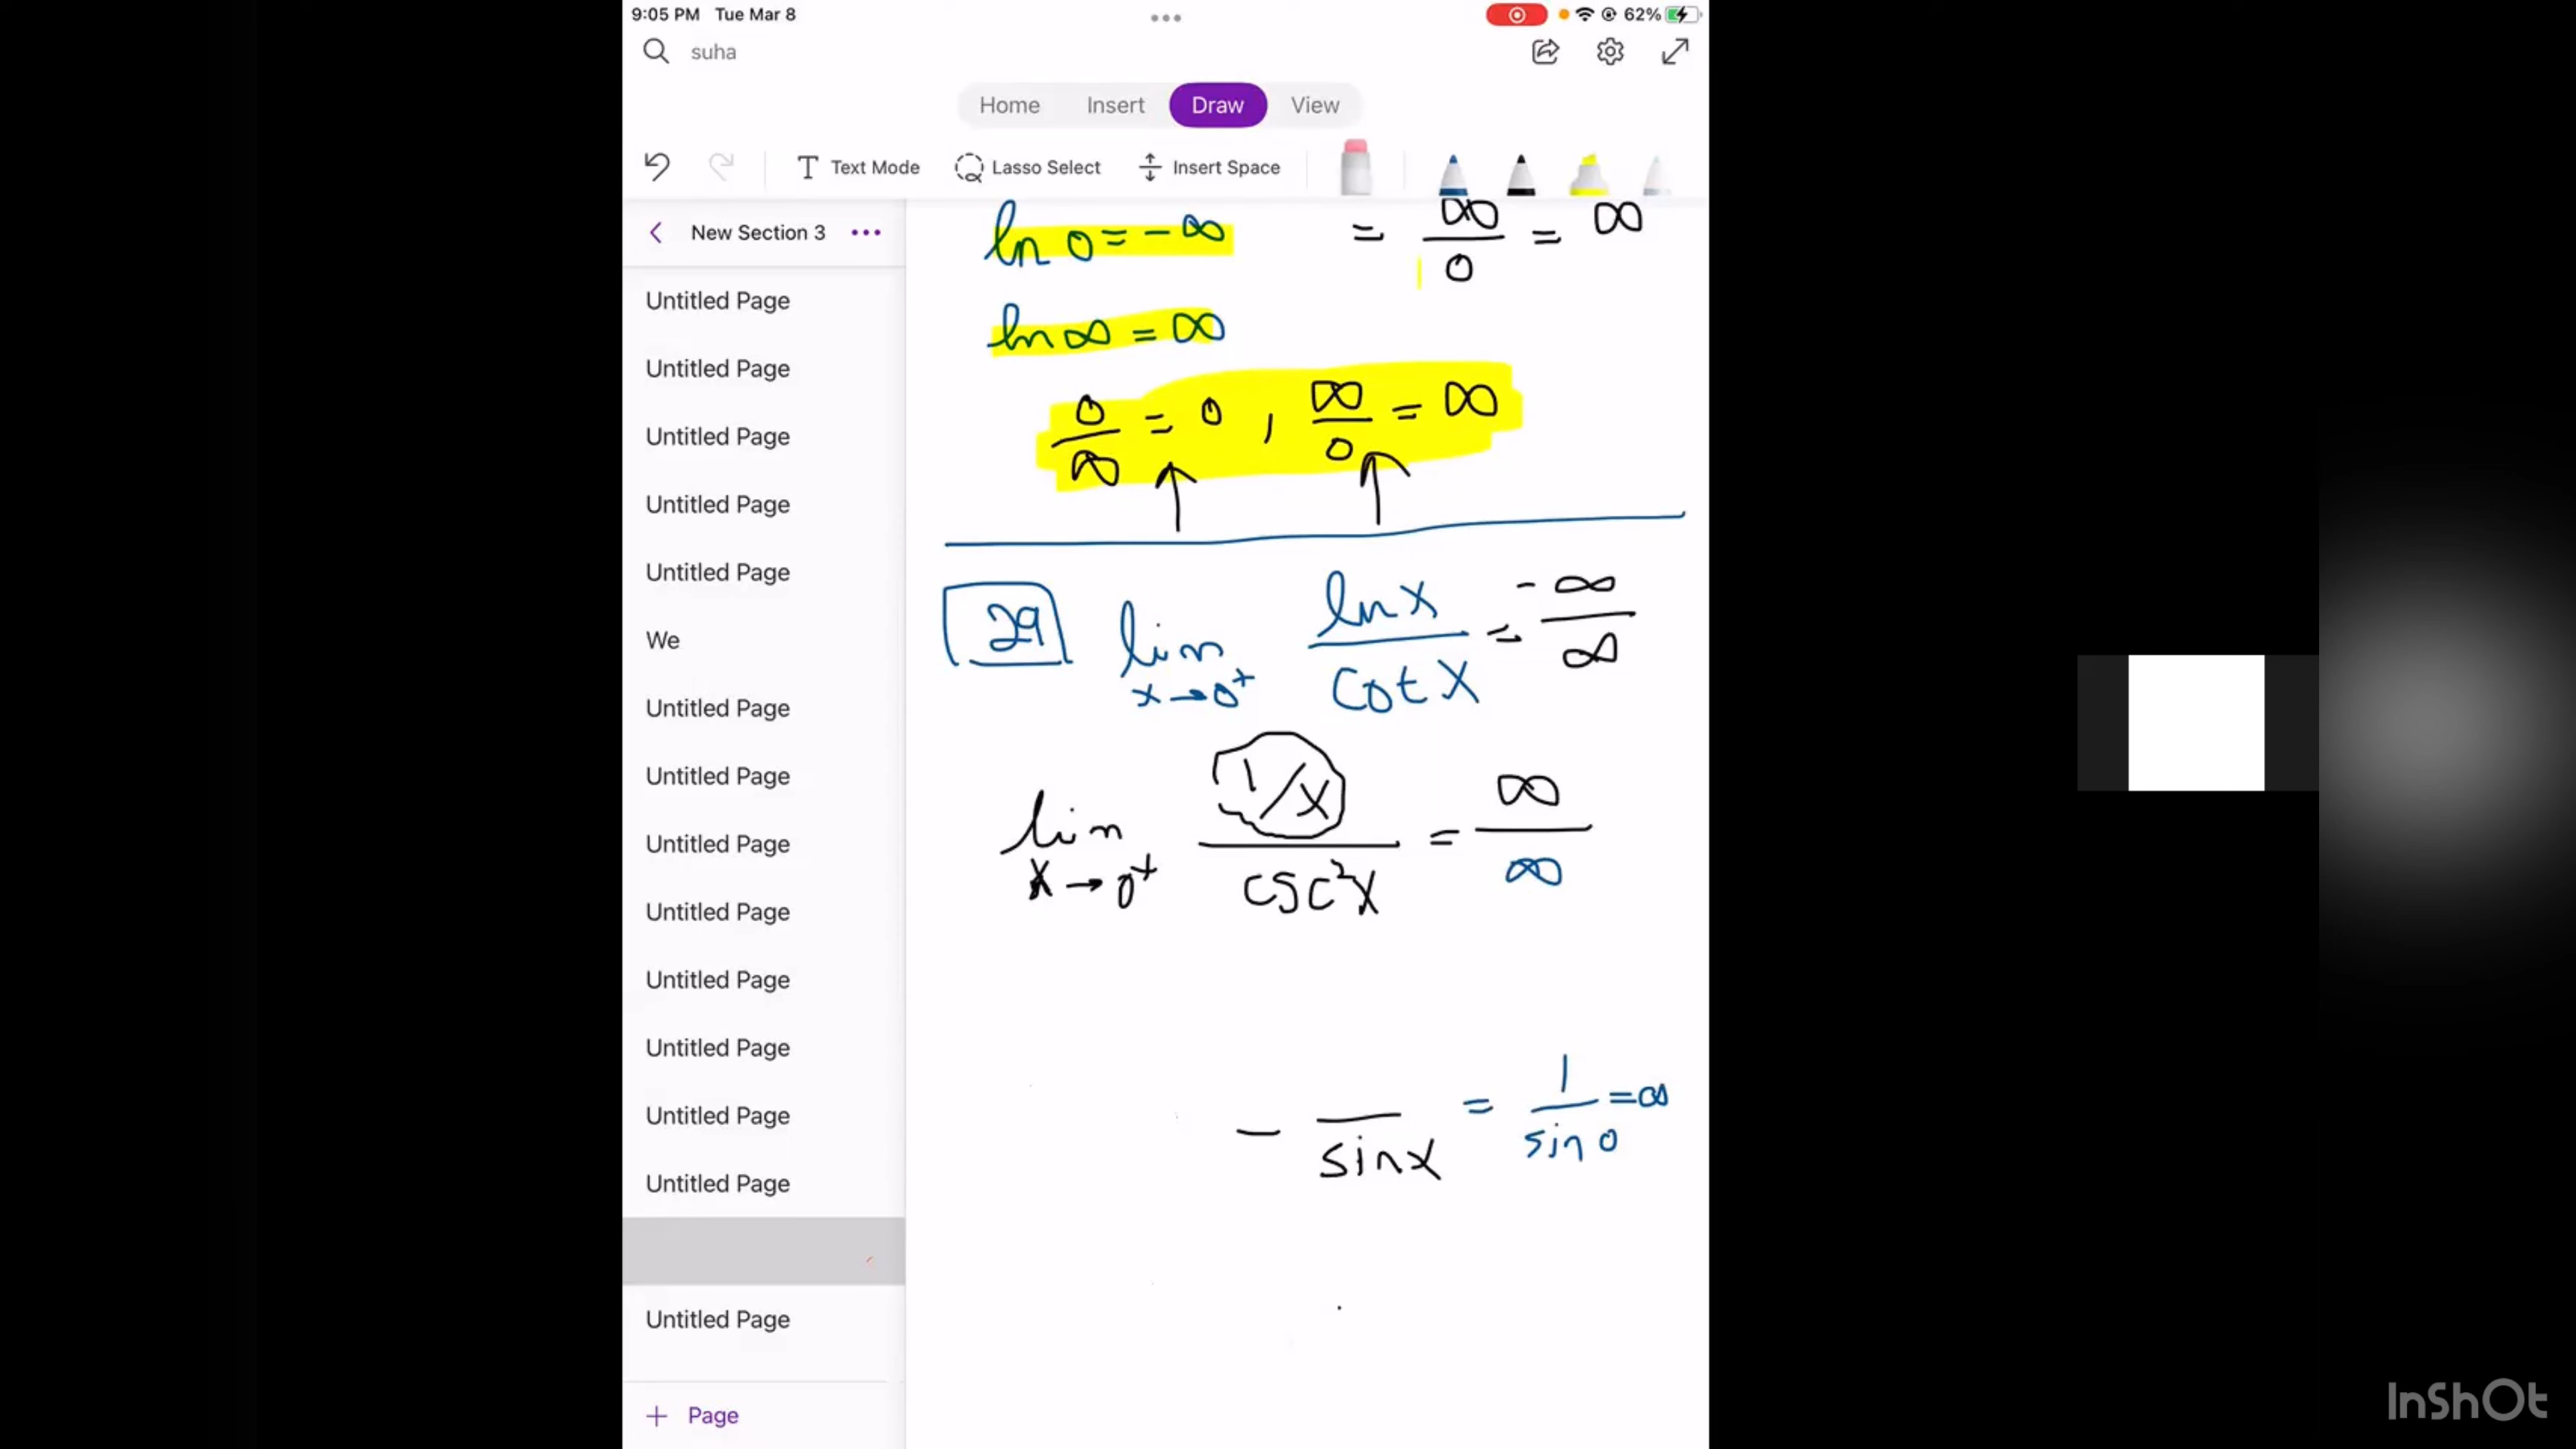 9:05 PM Tue Mar 8
62%
suha
Home Insert Draw View
Text Mode Lasso Select Insert Space
New Section 3
Untitled Page
Untitled Page
Untitled Page
Untitled Page
Untitled Page
We
Untitled Page
Untitled Page
Untitled Page
Untitled Page
Untitled Page
Untitled Page
Untitled Page
Untitled Page
Untitled Page
+ Page
ln 0 = -∞
= ∞/0 = ∞
ln ∞ = ∞
0/∞ = 0 , ∞/0 = ∞
29 lim x→0⁺ ln x / cot x = -∞/∞
lim x→0⁺ 1/x / csc²x = ∞/∞
- /sin x = 1/sin 0 = ∞
InShOt